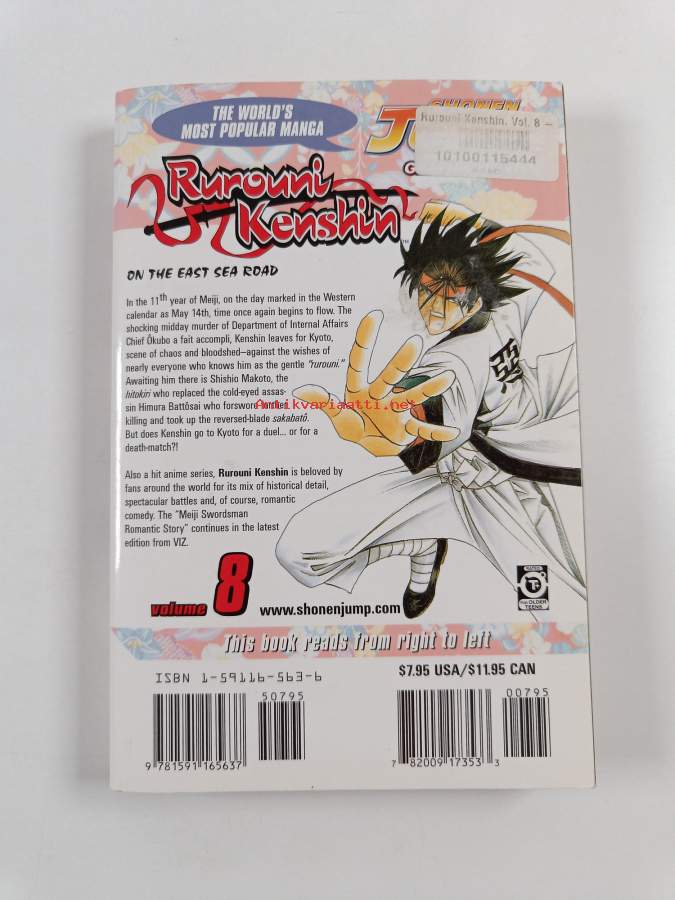 THE WORLD'S
MOST POPULAR MANGA
SHONEN
Rurouni Kenshin. Vol. 8 –
10100115444
Rurouni
Kenshin™
ON THE EAST SEA ROAD
In the 11th year of Meiji, on the day marked in the Western
calendar as May 14th, time once again begins to flow. The
shocking midday murder of Department of Internal Affairs
Chief Ôkubo a fait accompli, Kenshin leaves for Kyoto,
scene of chaos and bloodshed–against the wishes of
nearly everyone who knows him as the gentle "rurouni."
Awaiting him there is Shishio Makoto, the
hitokiri who replaced the cold-eyed assas-
sin Himura Battôsai who forswore
killing and took up the reversed-blade sakabatô.
But does Kenshin go to Kyoto for a duel... or for a
death-match?!
Antikvariaatti.net
Also a hit anime series, Rurouni Kenshin is beloved by
fans around the world for its mix of historical detail,
spectacular battles and, of course, romantic
comedy. The "Meiji Swordsman
Romantic Story" continues in the latest
edition from VIZ.
悪
volume 8
www.shonenjump.com
RATED
T+
FOR OLDER
TEENS
This book reads from right to left
ISBN 1-59116-563-6
$7.95 USA/$11.95 CAN
50795
00795
9 781591 165637
7 82009 17353 3